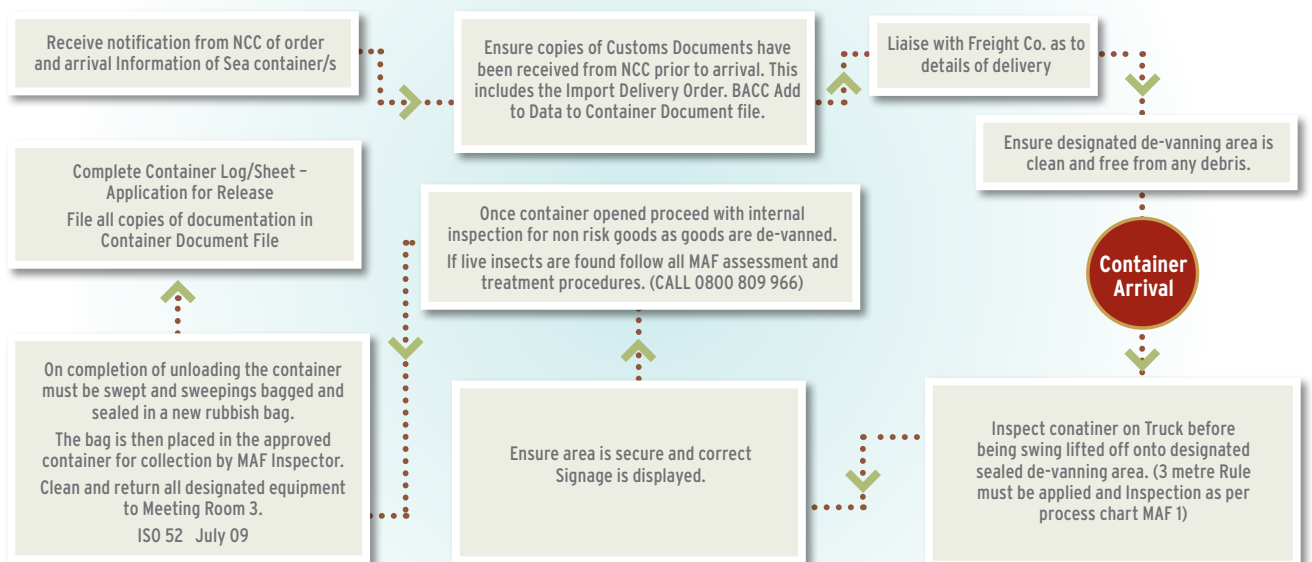 Receive notification from NCC of order
and arrival Information of Sea container/s
Ensure copies of Customs Documents have
been received from NCC prior to arrival. This
includes the Import Delivery Order. BACC Add
to Data to Container Document file.
Liaise with Freight Co. as to
details of delivery
Ensure designated de-vanning area is
clean and free from any debris.
Container
Arrival
Inspect conatiner on Truck before
being swing lifted off onto designated
sealed de-vanning area. (3 metre Rule
must be applied and Inspection as per
process chart MAF 1)
Ensure area is secure and correct
Signage is displayed.
Once container opened proceed with internal
inspection for non risk goods as goods are de-vanned.
If live insects are found follow all MAF assessment and
treatment procedures. (CALL 0800 809 966)
On completion of unloading the container
must be swept and sweepings bagged and
sealed in a new rubbish bag.
The bag is then placed in the approved
container for collection by MAF Inspector.
Clean and return all designated equipment
to Meeting Room 3.
ISO 52 July 09
Complete Container Log/Sheet –
Application for Release
File all copies of documentation in
Container Document File